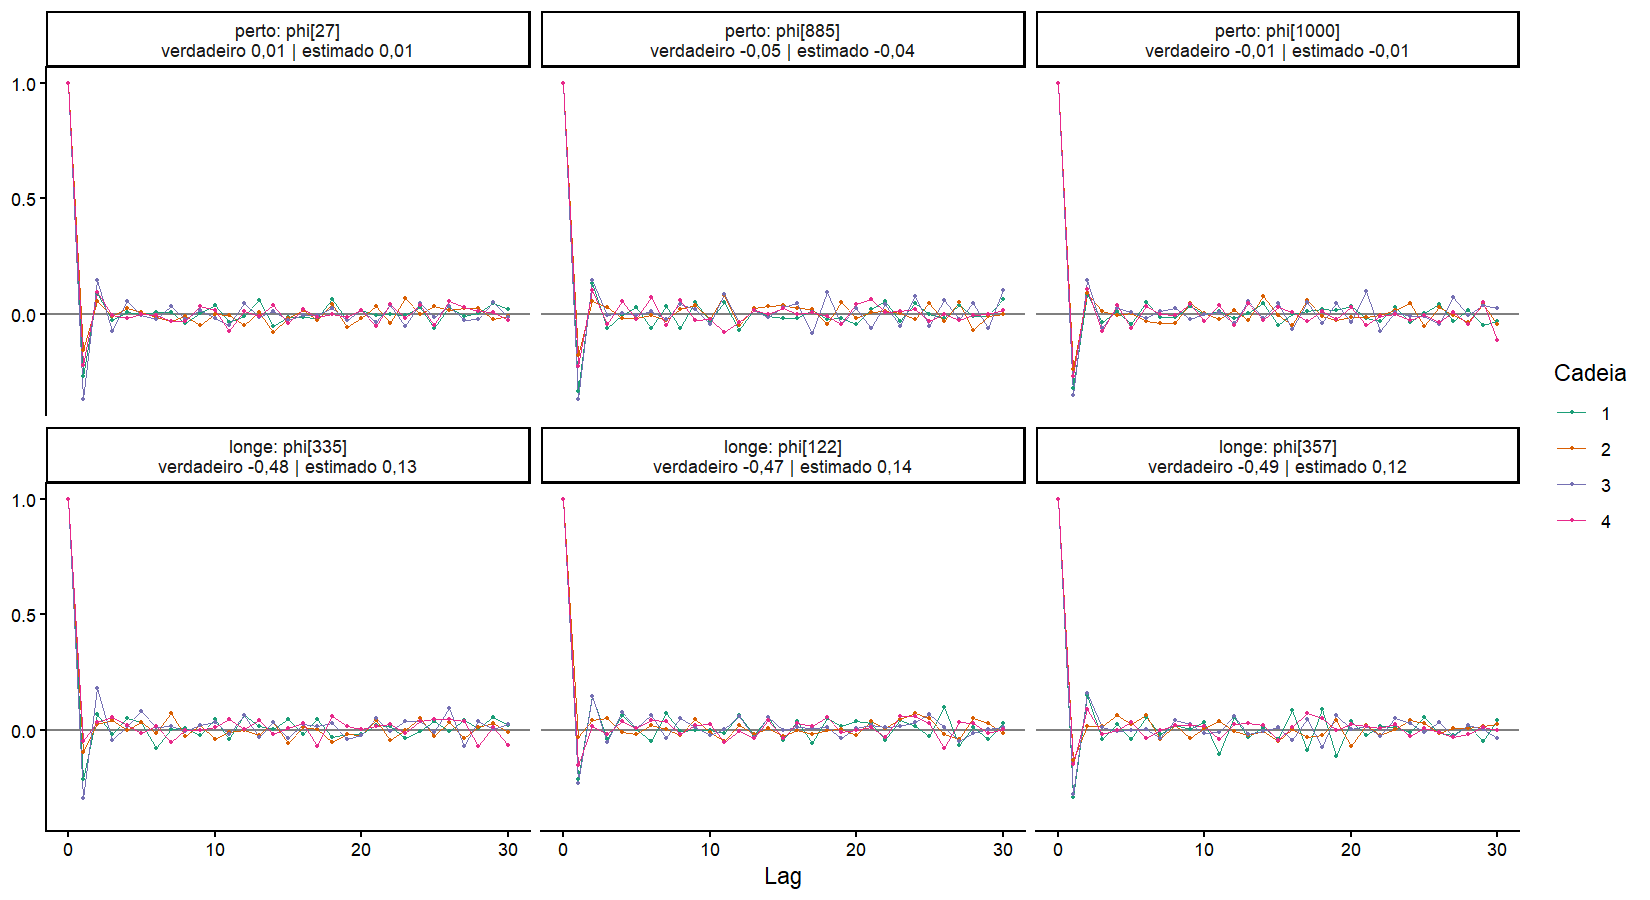 perto: phi[27]
verdadeiro 0,01 | estimado 0,01
perto: phi[885]
verdadeiro -0,05 | estimado -0,04
perto: phi[1000]
verdadeiro -0,01 | estimado -0,01
1.0
0.5
0.0
longe: phi[335]
verdadeiro -0,48 | estimado 0,13
longe: phi[122]
verdadeiro -0,47 | estimado 0,14
longe: phi[357]
verdadeiro -0,49 | estimado 0,12
1.0
0.5
0.0
0 10 20 30
0 10 20 30
0 10 20 30
Lag
Cadeia
1
2
3
4